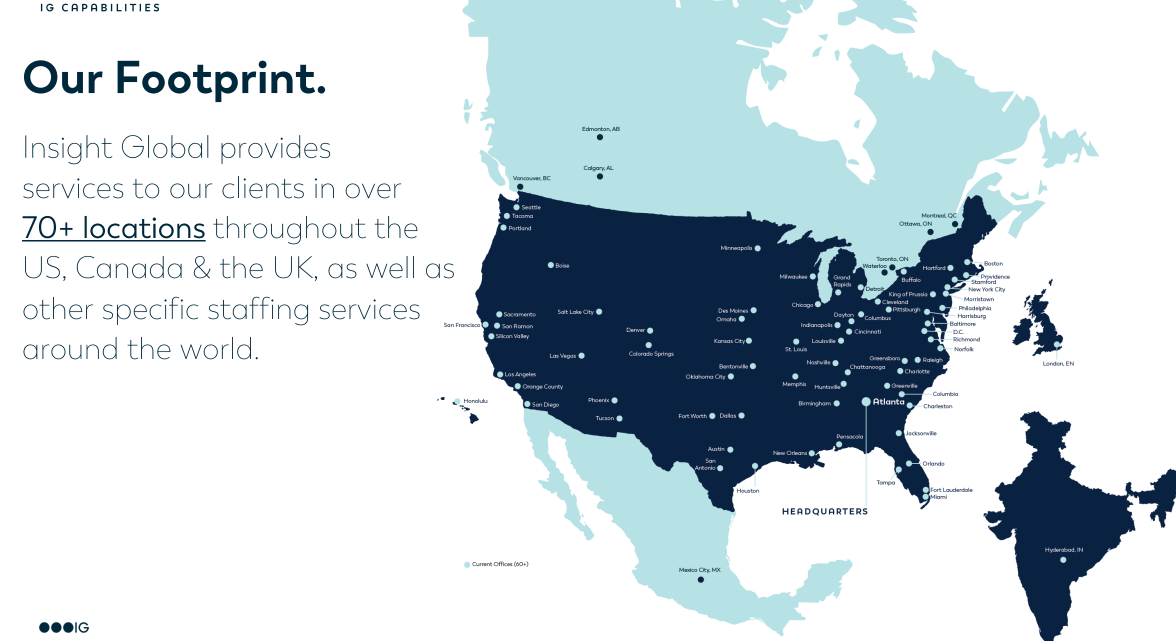 IG CAPABILITIES
Our Footprint.
Insight Global provides
services to our clients in over
70+ locations throughout the
US, Canada & the UK, as well as
other specific staffing services
around the world.
Edmonton, AB
Calgary, AL
Vancouver, BC
Seattle
Tacoma
Portland
Boise
Minneapolis
Montreal, QC
Ottawa, ON
Toronto, ON
Waterloo
Buffalo
Hartford
Boston
Providence
Stamford
New York City
Morristown
Philadelphia
Harrisburg
Baltimore
D.C.
Richmond
Norfolk
Milwaukee
Grand
Rapids
Detroit
King of Prussia
Cleveland
Pittsburgh
Chicago
Dayton
Columbus
Indianapolis
Cincinnati
Louisville
Sacramento
San Francisco
San Ramon
Silicon Valley
Salt Lake City
Denver
Colorado Springs
Des Moines
Omaha
Kansas City
St. Louis
Las Vegas
Bentonville
Oklahoma City
Nashville
Chattanooga
Greensboro
Raleigh
Charlotte
Memphis
Huntsville
Greenville
Columbia
Charleston
Los Angeles
Orange County
San Diego
Honolulu
Phoenix
Tucson
Fort Worth
Dallas
Birmingham
Atlanta
Austin
San
Antonio
Houston
New Orleans
Pensacola
Jacksonville
Orlando
Tampa
Fort Lauderdale
Miami
HEADQUARTERS
London, EN
Hyderabad, IN
Mexico City, MX
Current Offices (60+)
IG